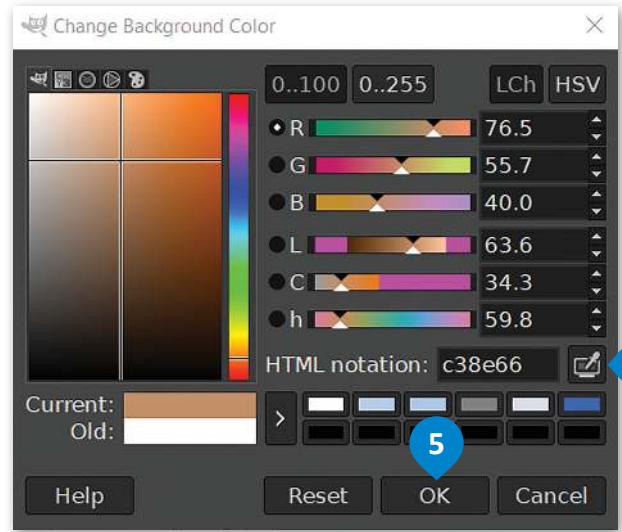 Change Background Color
0..100 0..255 LCh HSV
R 76.5
G 55.7
B 40.0
L 63.6
C 34.3
h 59.8
HTML notation: c38e66
Current:
Old:
>
5
Help Reset OK Cancel